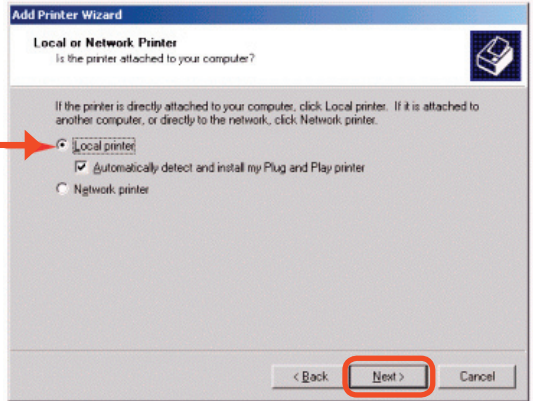 Add Printer Wizard
Local or Network Printer
Is the printer attached to your computer?
If the printer is directly attached to your computer, click Local printer. If it is attached to
another computer, or directly to the network, click Network printer.
Local printer
Automatically detect and install my Plug and Play printer
Network printer
< Back
Next >
Cancel